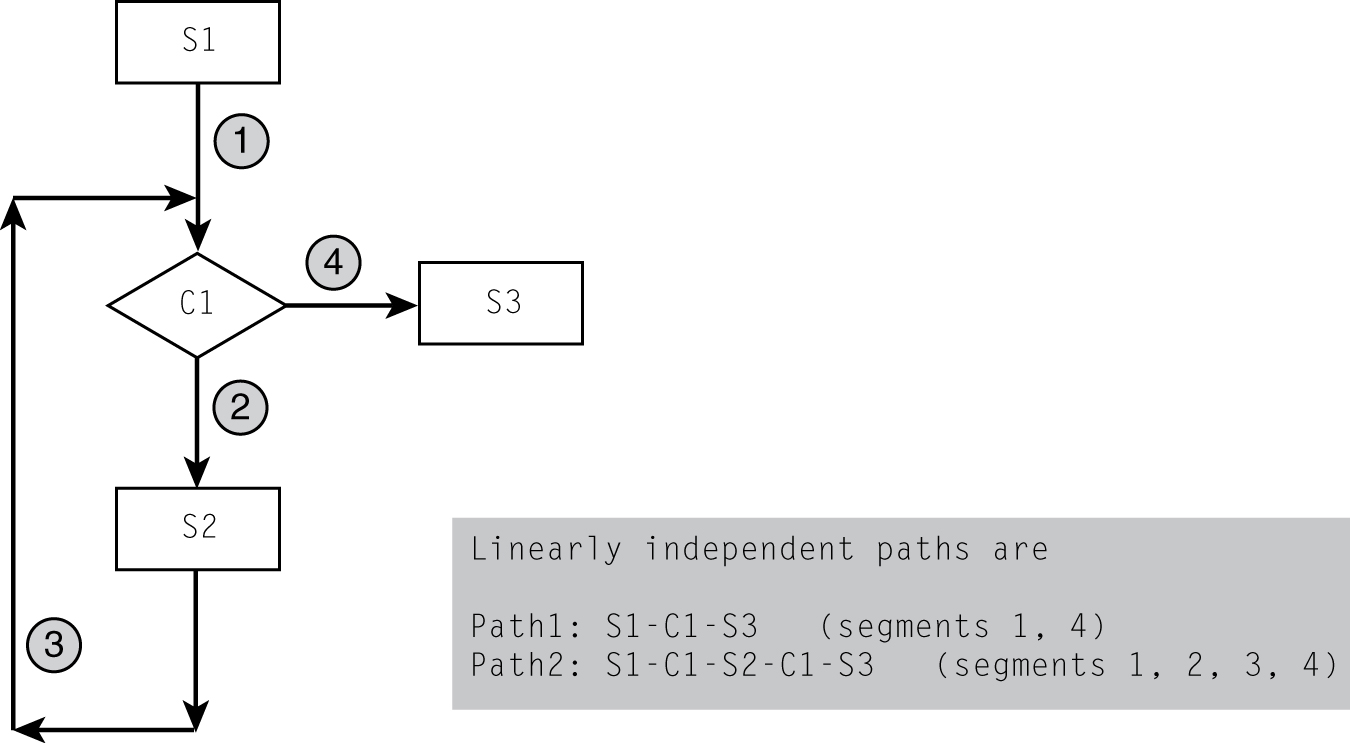 S1
1
4
C1
S3
2
S2
3
Linearly independent paths are
Path1: S1-C1-S3 (segments 1, 4)
Path2: S1-C1-S2-C1-S3 (segments 1, 2, 3, 4)